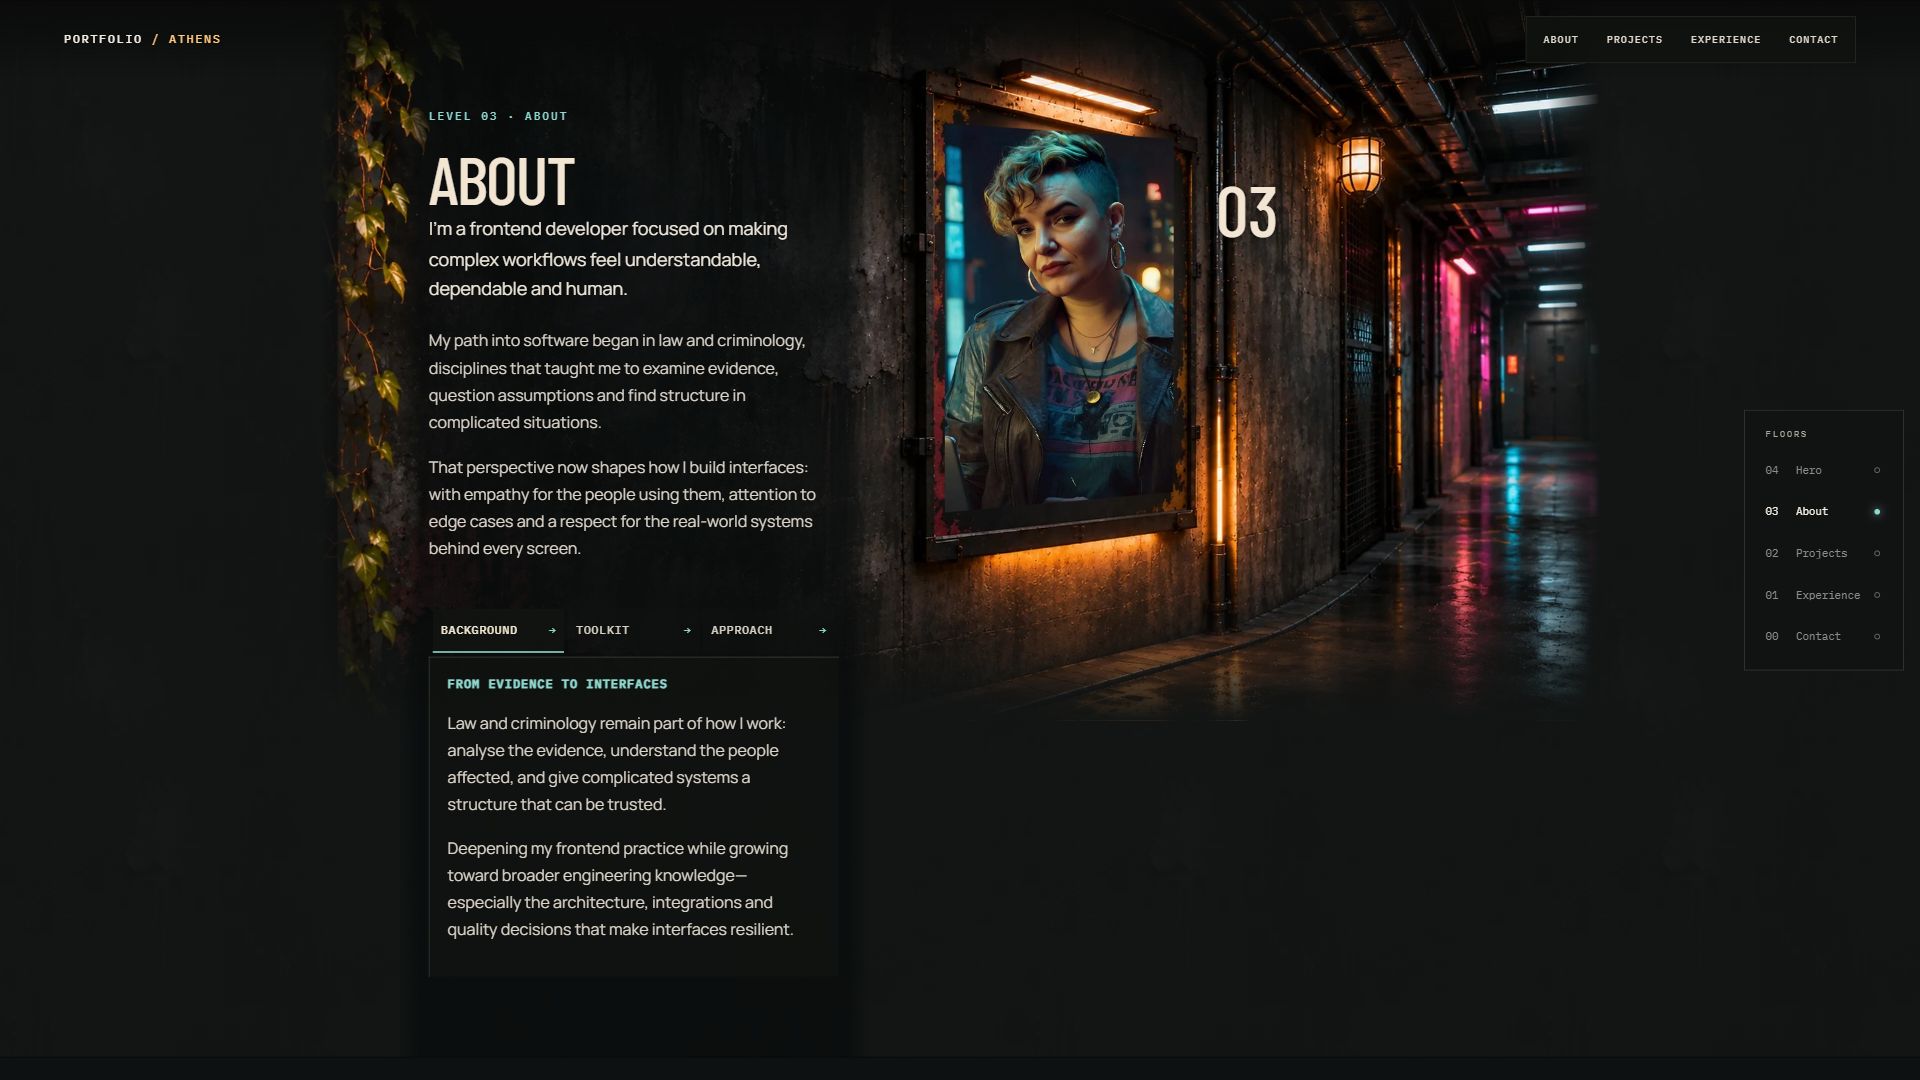 PORTFOLIO / ATHENS
ABOUT PROJECTS EXPERIENCE CONTACT
LEVEL 03 · ABOUT
ABOUT
I'm a frontend developer focused on making
complex workflows feel understandable,
dependable and human.
My path into software began in law and criminology,
disciplines that taught me to examine evidence,
question assumptions and find structure in
complicated situations.
That perspective now shapes how I build interfaces:
with empathy for the people using them, attention to
edge cases and a respect for the real-world systems
behind every screen.
BACKGROUND → TOOLKIT → APPROACH →
FROM EVIDENCE TO INTERFACES
Law and criminology remain part of how I work:
analyse the evidence, understand the people
affected, and give complicated systems a
structure that can be trusted.
Deepening my frontend practice while growing
toward broader engineering knowledge—
especially the architecture, integrations and
quality decisions that make interfaces resilient.
03
FLOORS
04 Hero
03 About
02 Projects
01 Experience
00 Contact